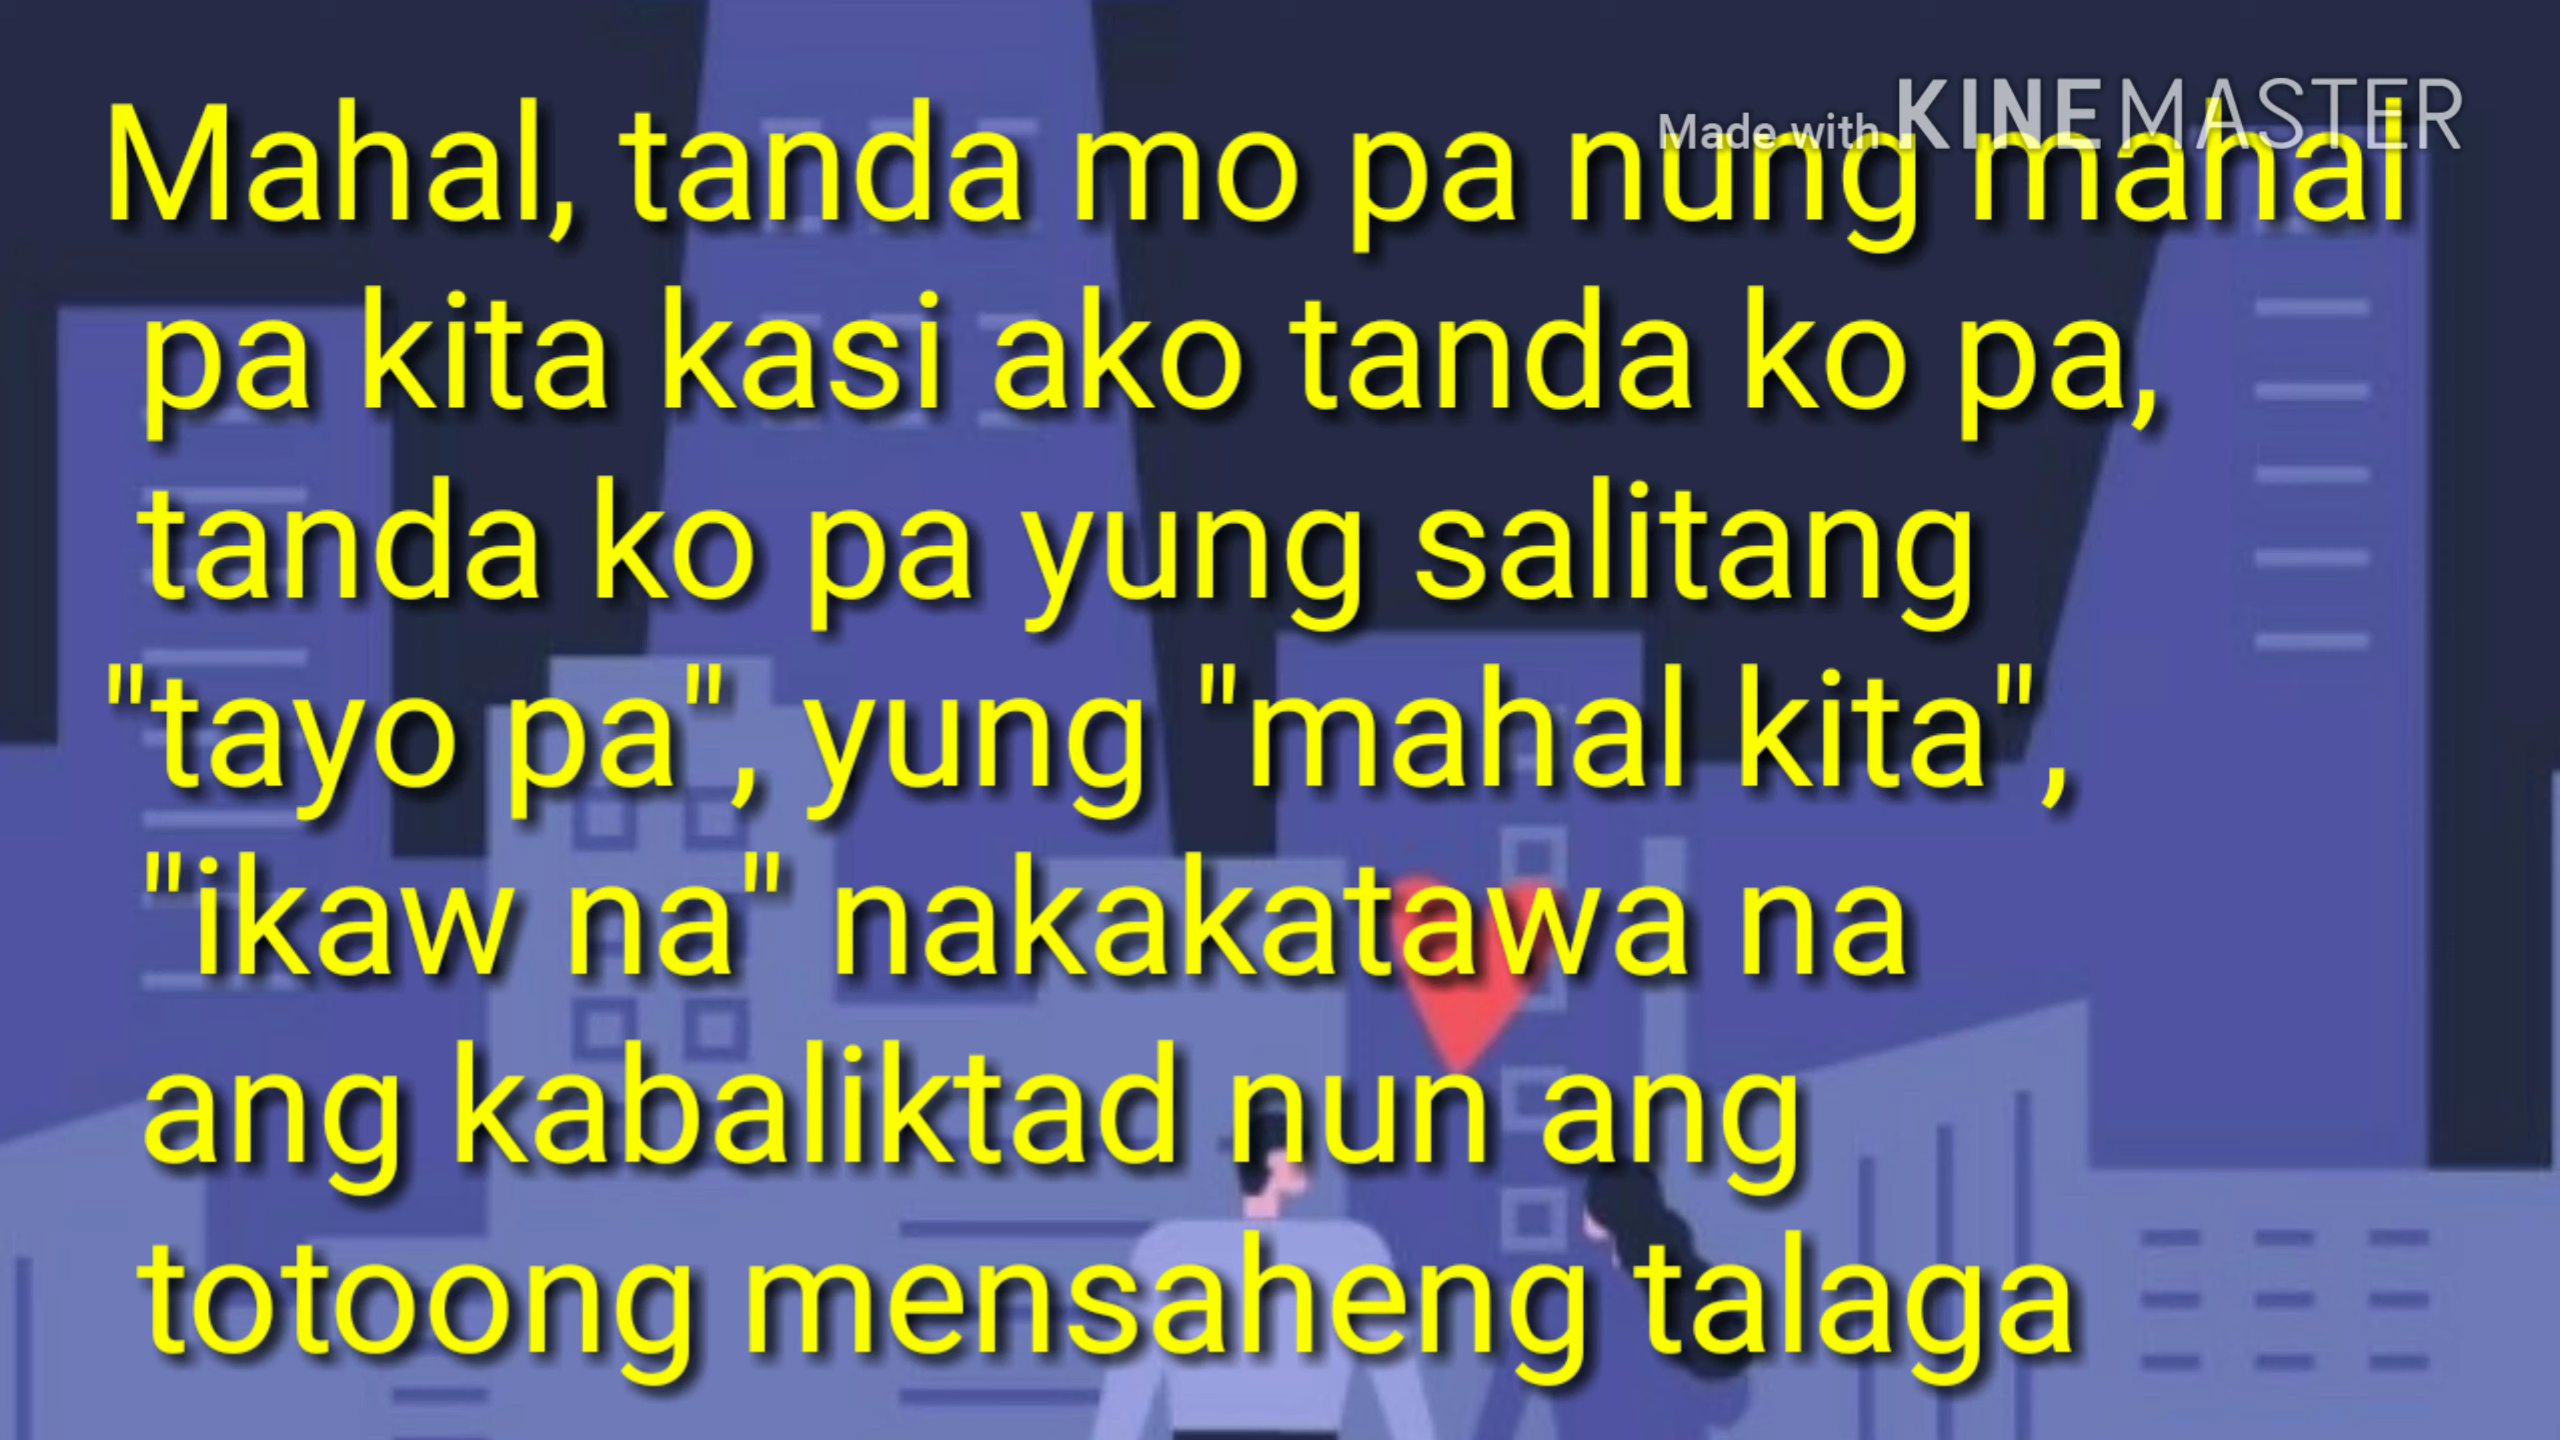 Made with KINEMASTER
Mahal, tanda mo pa nung mahal
pa kita kasi ako tanda ko pa,
tanda ko pa yung salitang
"tayo pa", yung "mahal kita",
"ikaw na" nakakatawa na
ang kabaliktad nun ang
totoong mensaheng talaga